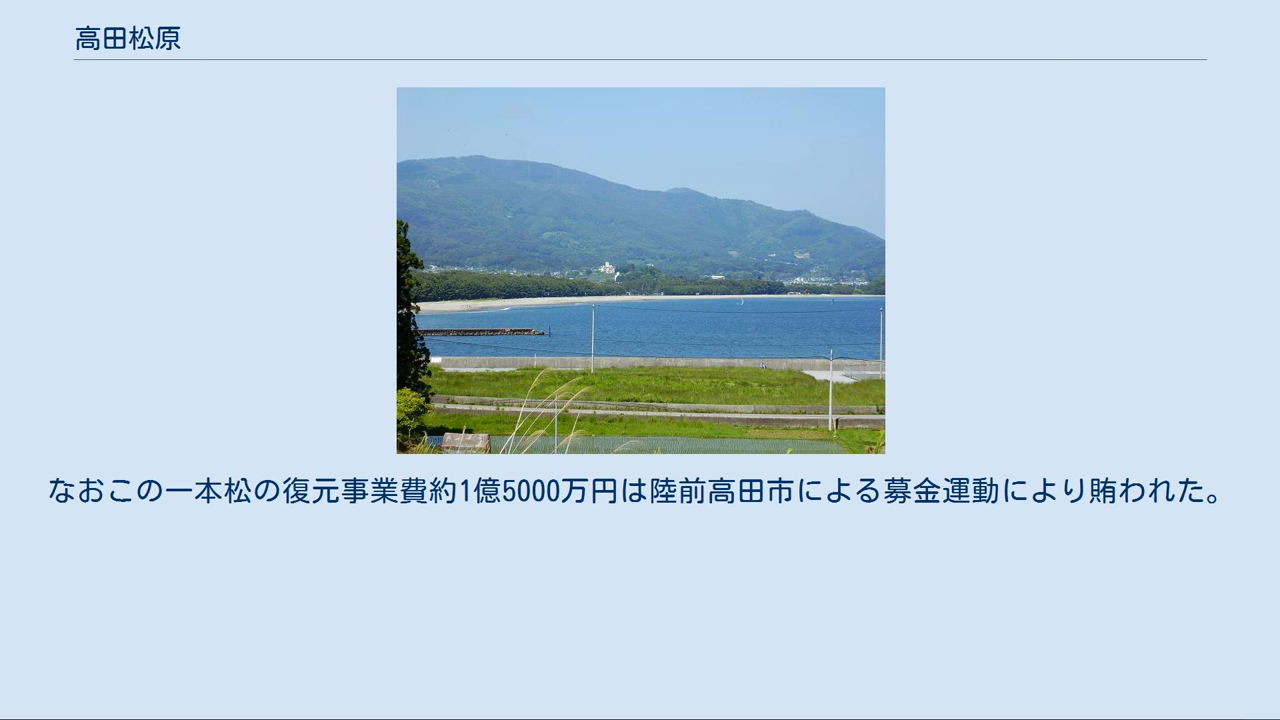 高田松原
なおこの一本松の復元事業費約1億5000万円は陸前高田市による募金運動により賄われた。